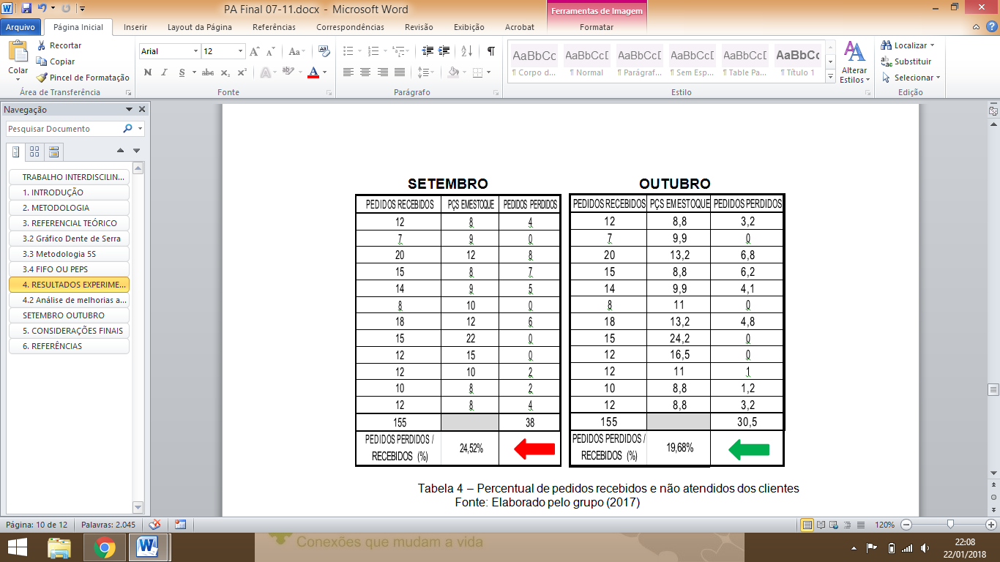 PA Final 07-11.docx - Microsoft Word
Ferramentas de Imagem
Arquivo Página Inicial Inserir Layout da Página Referências Correspondências Revisão Exibição Acrobat Formatar
Colar
Recortar
Copiar
Pincel de Formatação
Área de Transferência
Arial 12
N I S abc x₂ x² A A
Fonte
Parágrafo
AaBbCc AaBbCcD AaBbCcD AaBbCcD AaBbCcD AaBbCc
¶ Corpo d... ¶ Normal ¶ Parágraf... ¶ Sem Esp... ¶ Table Pa... ¶ Título 1
Alterar Estilos
Estilo
Localizar
Substituir
Selecionar
Edição
Navegação
Pesquisar Documento
TRABALHO INTERDISCILIN...
1. INTRODUÇÃO
2. METODOLOGIA
3. REFERENCIAL TEÓRICO
3.2 Gráfico Dente de Serra
3.3 Metodologia 5S
3.4 FIFO OU PEPS
4. RESULTADOS EXPERIME...
4.2 Análise de melhorias a...
SETEMBRO OUTUBRO
5. CONSIDERAÇÕES FINAIS
6. REFERÊNCIAS
SETEMBRO
PEDIDOS RECEBIDOS PÇS EM ESTOQUE PEDIDOS PERDIDOS
12 8 4
7 9 0
20 12 8
15 8 7
14 9 5
8 10 0
18 12 6
15 22 0
12 15 0
12 10 2
10 8 2
12 8 4
155 38
PEDIDOS PERDIDOS /
RECEBIDOS (%)
24,52%
OUTUBRO
PEDIDOS RECEBIDOS PÇS EM ESTOQUE PEDIDOS PERDIDOS
12 8,8 3,2
7 9,9 0
20 13,2 6,8
15 8,8 6,2
14 9,9 4,1
8 11 0
18 13,2 4,8
15 24,2 0
12 16,5 0
12 11 1
10 8,8 1,2
12 8,8 3,2
155 30,5
PEDIDOS PERDIDOS /
RECEBIDOS (%)
19,68%
Tabela 4 – Percentual de pedidos recebidos e não atendidos dos clientes
Fonte: Elaborado pelo grupo (2017)
Página: 10 de 12 Palavras: 2.045
120%
Conexões que mudam a vida
22:08
22/01/2018